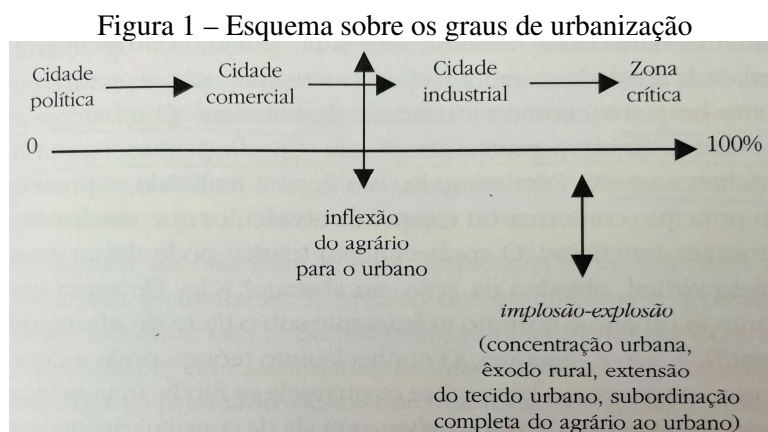 Figura 1 – Esquema sobre os graus de urbanização
Cidade política
Cidade comercial
Cidade industrial
Zona crítica
0
100%
inflexão
do agrário
para o urbano
implosão-explosão
(concentração urbana,
êxodo rural, extensão
do tecido urbano, subordinação
completa do agrário ao urbano)